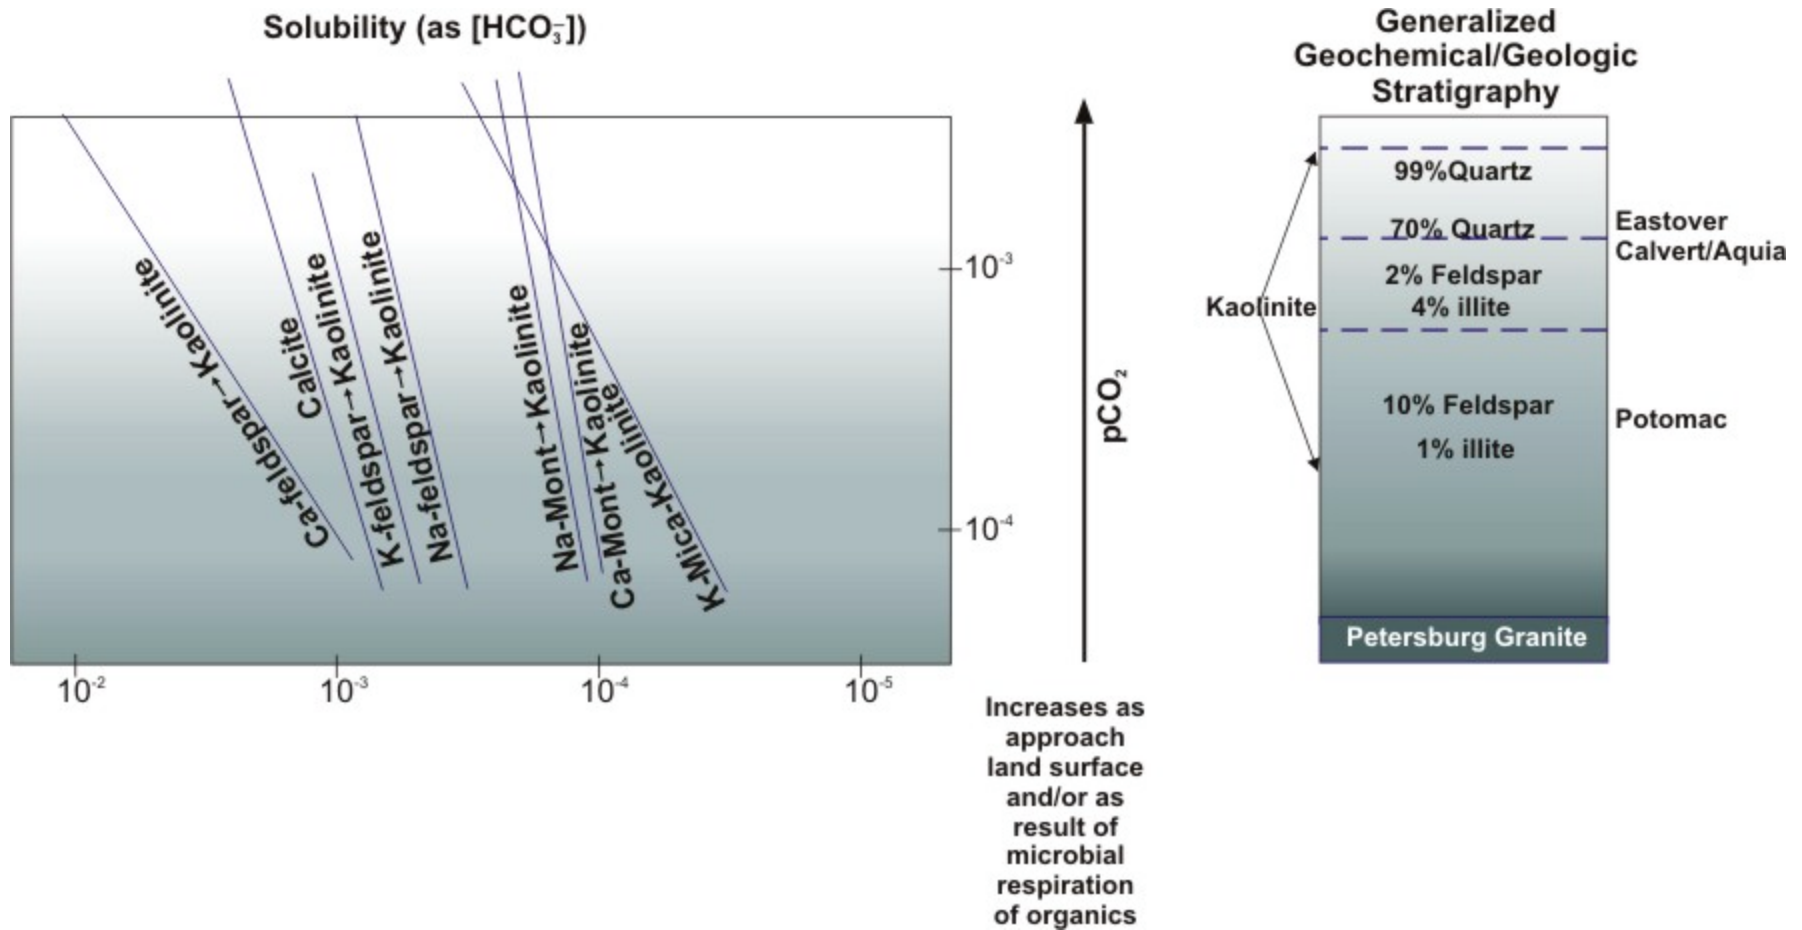 Solubility (as [HCO₃⁻])
Ca-feldspar→Kaolinite
Calcite
K-feldspar→Kaolinite
Na-feldspar→Kaolinite
Na-Mont→Kaolinite
Ca-Mont→Kaolinite
K-Mica-Kaolinite
10⁻²
10⁻³
10⁻⁴
10⁻⁵
10⁻³
10⁻⁴
pCO₂
Increases as
approach
land surface
and/or as
result of
microbial
respiration
of organics
Generalized
Geochemical/Geologic
Stratigraphy
99%Quartz
70% Quartz
2% Feldspar
4% illite
10% Feldspar
1% illite
Petersburg Granite
Kaolinite
Eastover
Calvert/Aquia
Potomac